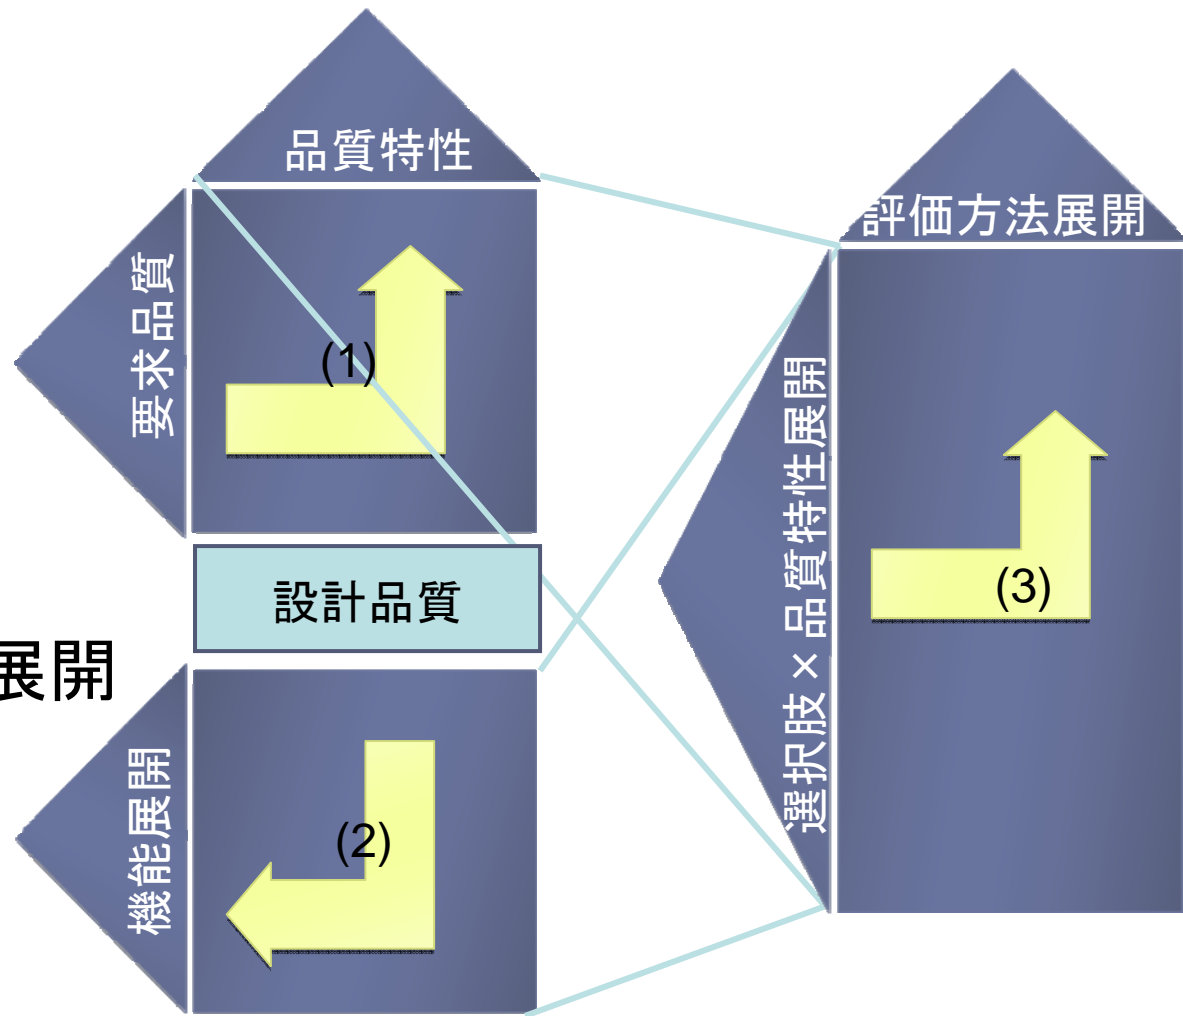 品質特性
評価方法展開
要求品質
(1)
選択肢×品質特性展開
(3)
設計品質
展開
機能展開
(2)